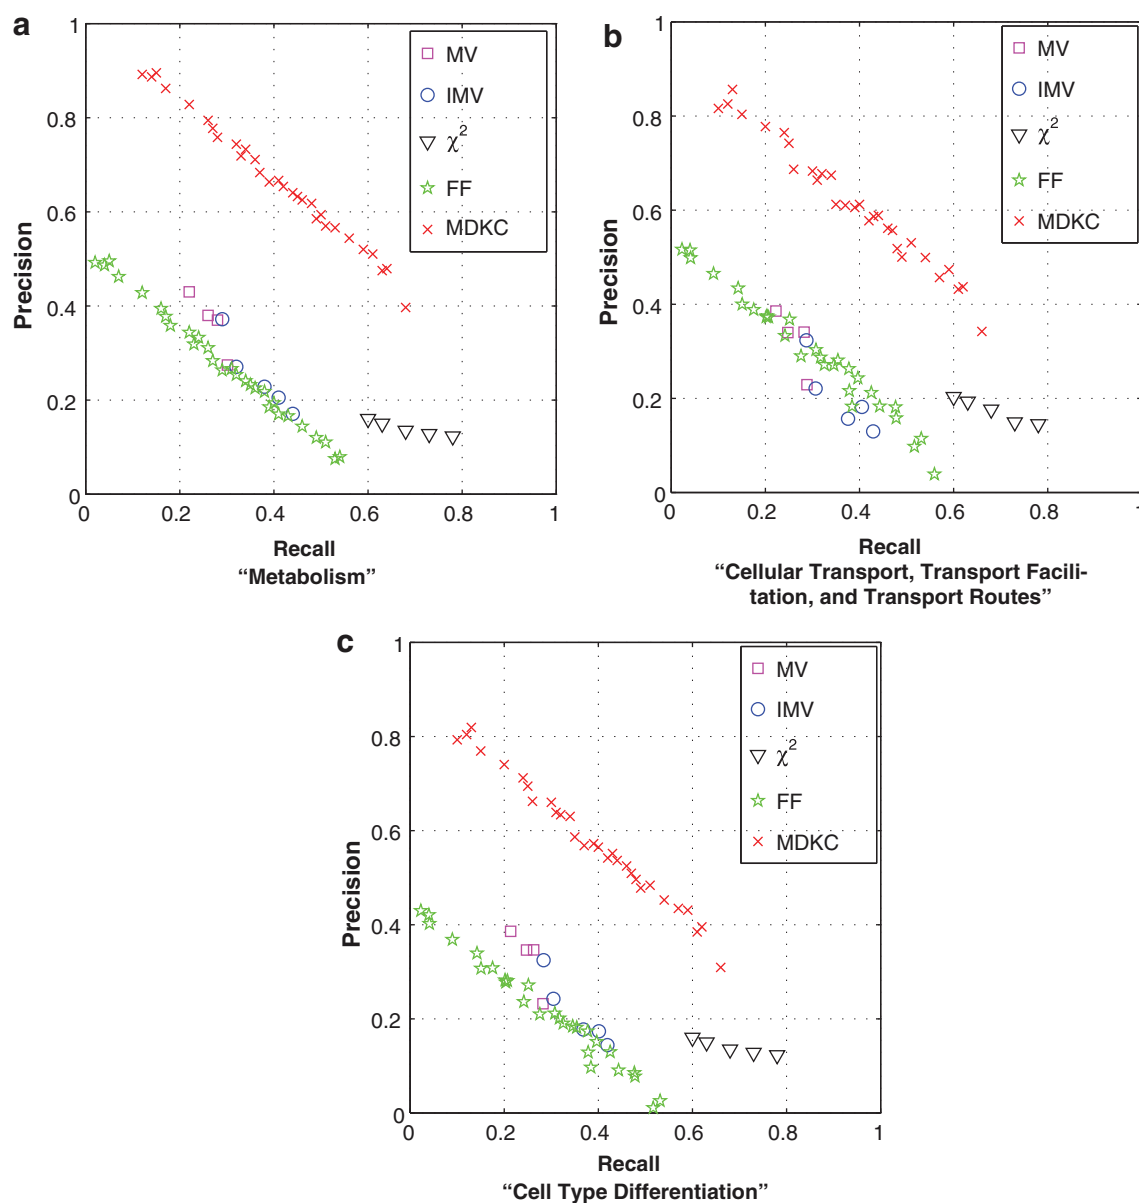 a
1
0.8
0.6
0.4
0.2
0
0 0.2 0.4 0.6 0.8 1
Precision
MV
IMV
χ²
FF
MDKC
Recall
“Metabolism”
b
1
0.8
0.6
0.4
0.2
0
0 0.2 0.4 0.6 0.8 1
Precision
MV
IMV
χ²
FF
MDKC
Recall
“Cellular Transport, Transport Facili-
tation, and Transport Routes”
c
1
0.8
0.6
0.4
0.2
0
0 0.2 0.4 0.6 0.8 1
Precision
MV
IMV
χ²
FF
MDKC
Recall
“Cell Type Differentiation”